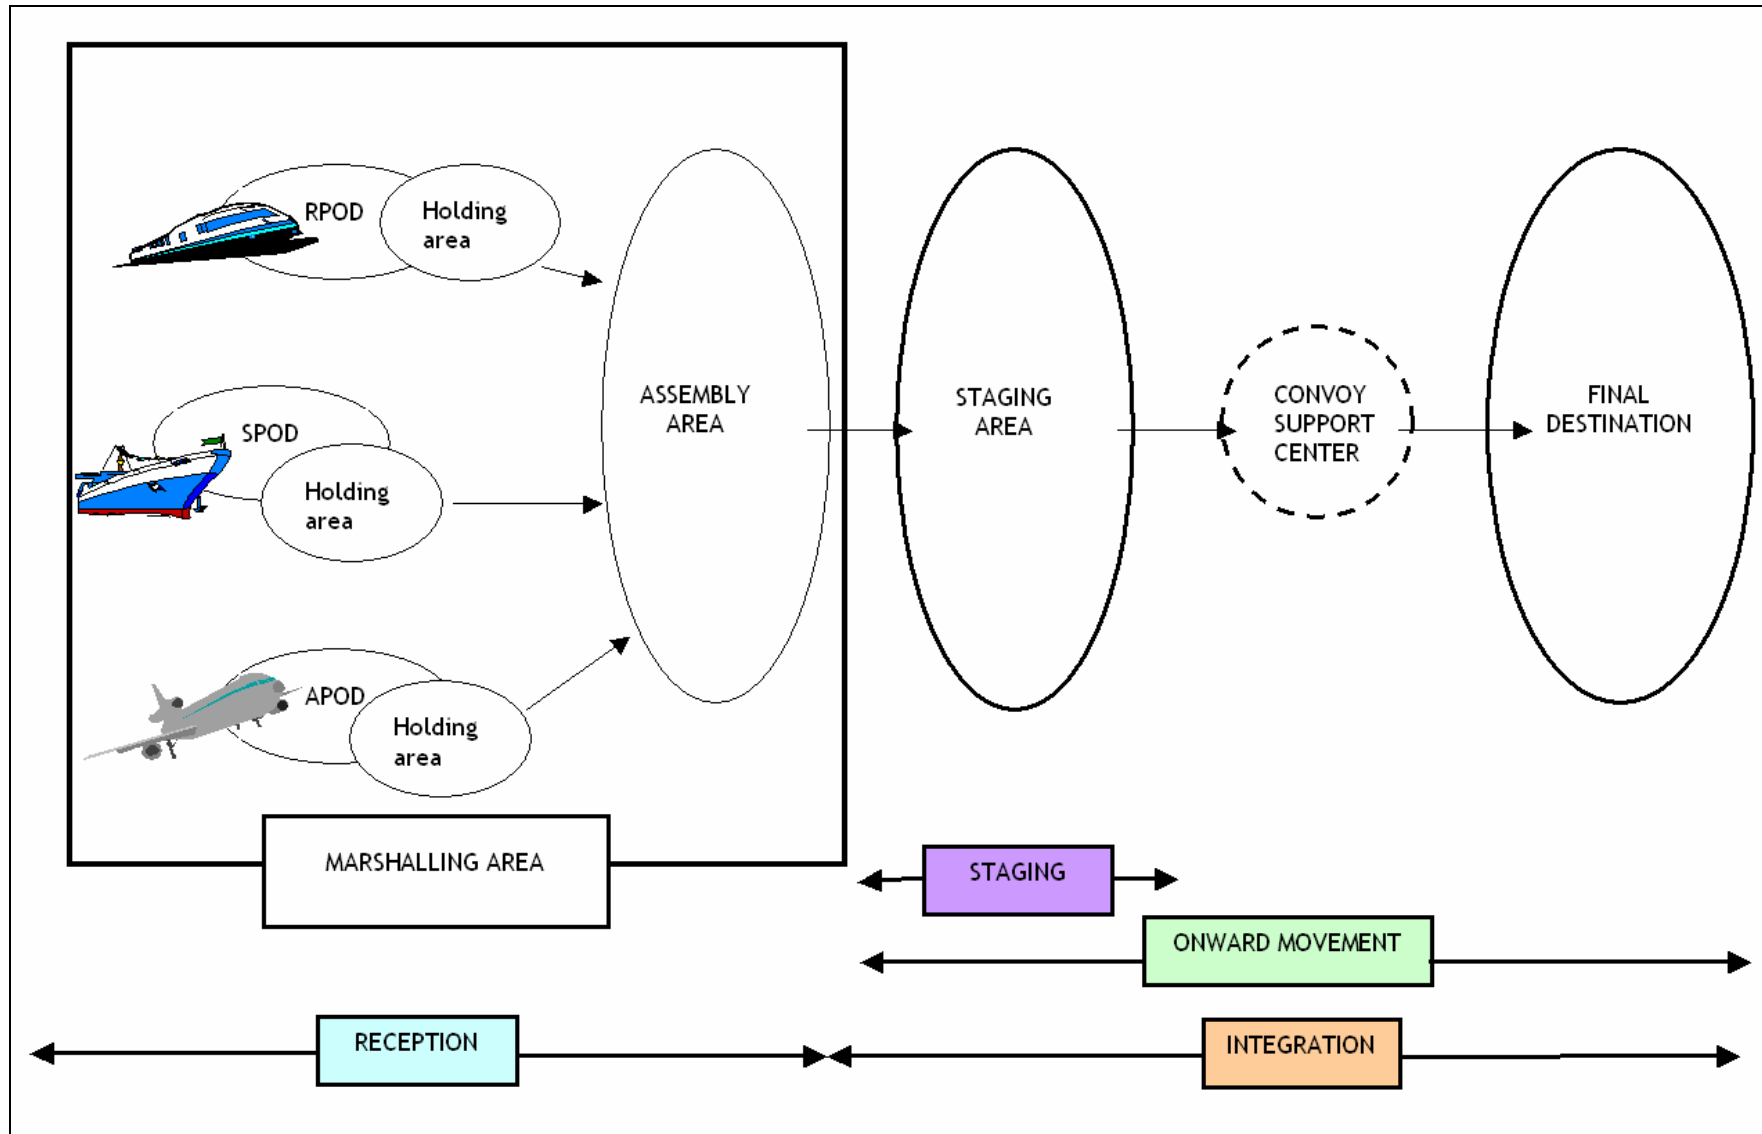 RPOD
Holding
area
SPOD
Holding
area
APOD
Holding
area
ASSEMBLY
AREA
STAGING
AREA
CONVOY
SUPPORT
CENTER
FINAL
DESTINATION
MARSHALLING AREA
STAGING
ONWARD MOVEMENT
RECEPTION
INTEGRATION